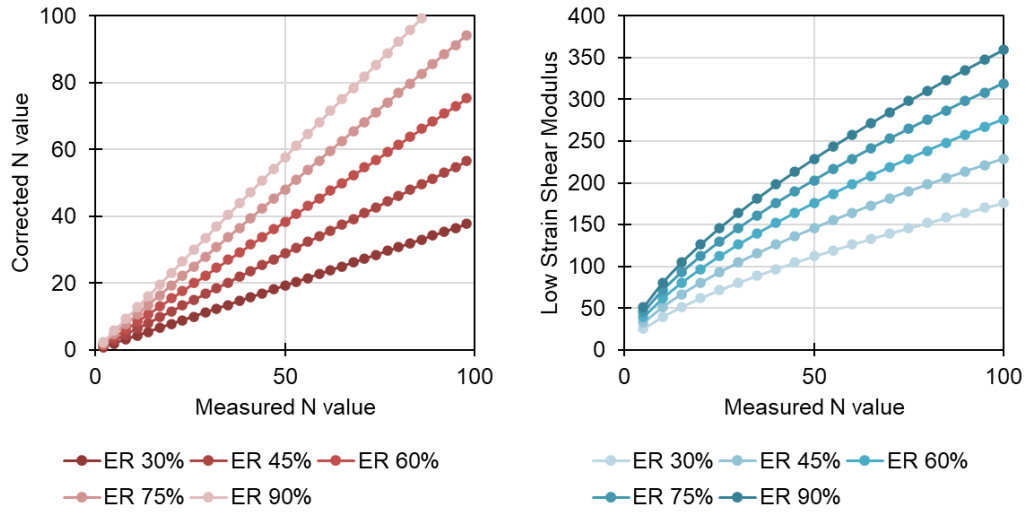 100
80
60
40
20
0
Corrected N value
0 50 100
Measured N value
ER 30% ER 45% ER 60%
ER 75% ER 90%
400
350
300
250
200
150
100
50
0
Low Strain Shear Modulus
0 50 100
Measured N value
ER 30% ER 45% ER 60%
ER 75% ER 90%